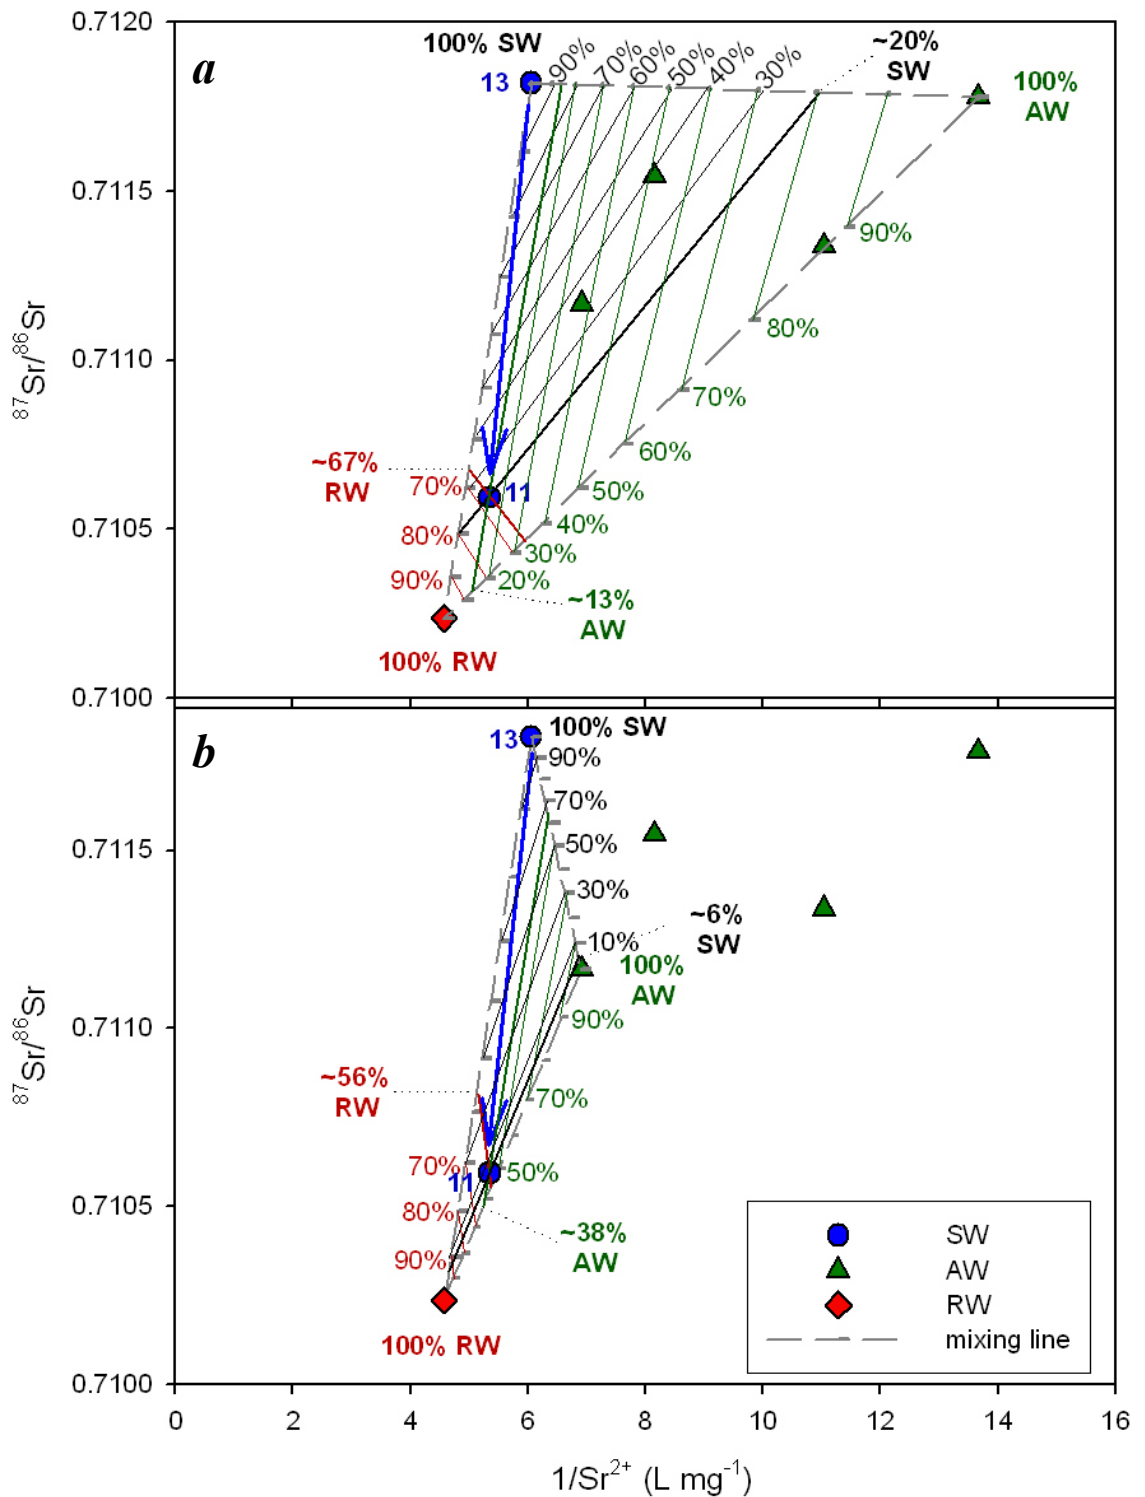 0.7120
a
100% SW
13
90%
70%
60%
50%
40%
30%
~20%
SW
100%
AW
0.7115
90%
80%
0.7110
70%
60%
50%
40%
30%
20%
~67%
RW
70%
11
80%
90%
~13%
AW
0.7105
100% RW
0.7100
87Sr/86Sr
b
13
100% SW
90%
70%
50%
30%
10%
~6%
SW
100%
AW
90%
70%
50%
0.7115
0.7110
~56%
RW
70%
11
80%
90%
~38%
AW
0.7105
100% RW
0.7100
87Sr/86Sr
SW
AW
RW
mixing line
0 2 4 6 8 10 12 14 16
1/Sr2+ (L mg-1)